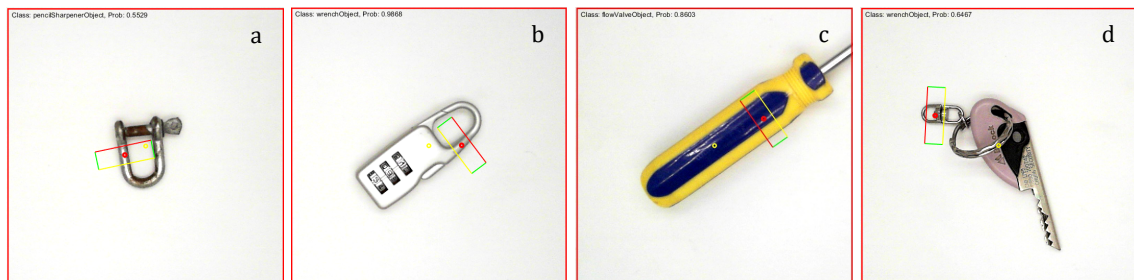 Class: pencilSharpenerObject, Prob: 0.5529
a
Class: wrenchObject, Prob: 0.9868
b
Class: flowValveObject, Prob: 0.8603
c
Class: wrenchObject, Prob: 0.6467
d